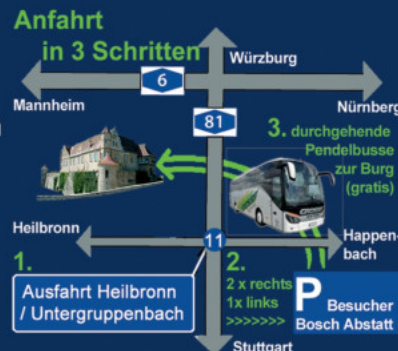 Anfahrt
in 3 Schritten
Würzburg
6
Mannheim
Nürnberg
81
3. durchgehende
Pendelbusse
zur Burg
(gratis)
Heilbronn
11
Happen-
bach
1.
Ausfahrt Heilbronn
/ Untergruppenbach
2.
2 x rechts
1x links
>>>>>>>
P Besucher
Bosch Abstatt
Stuttgart